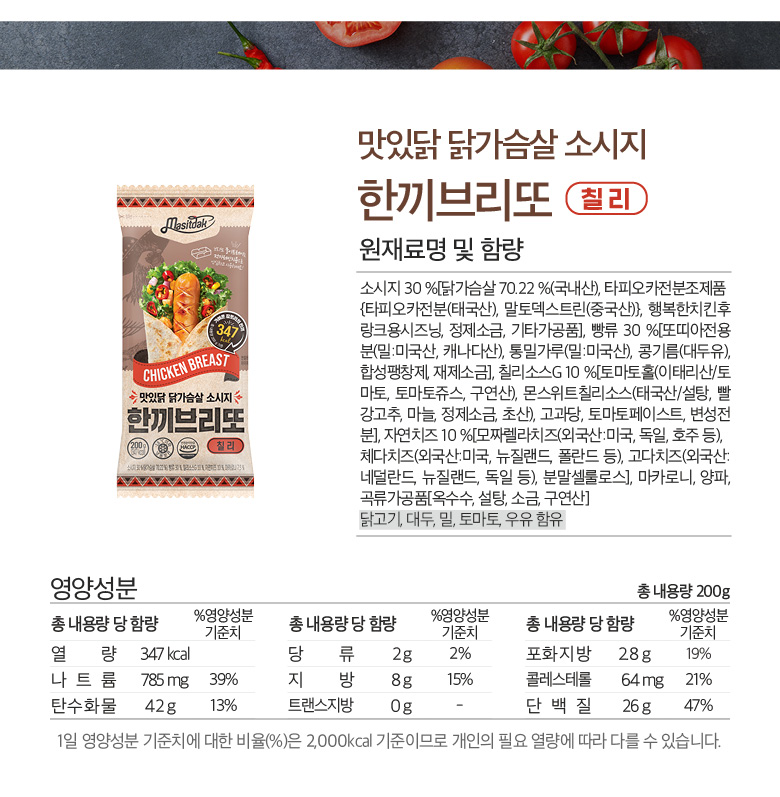 맛있닭 닭가슴살 소시지
한끼브리또 칠리
원재료명 및 함량
소시지 30 %[닭가슴살 70.22 %(국내산), 타피오카전분조제품
{타피오카전분(태국산), 말토덱스트린(중국산)}, 행복한치킨후
랑크용시즈닝, 정제소금, 기타가공품], 빵류 30 %[또띠아전용
분(밀:미국산, 캐나다산), 통밀가루(밀:미국산), 콩기름(대두유),
합성팽창제, 재제소금], 칠리소스G 10 %[토마토홀(이태리산/토
마토, 토마토쥬스, 구연산), 몬스위트칠리소스(태국산/설탕, 빨
강고추, 마늘, 정제소금, 초산), 고과당, 토마토페이스트, 변성전
분], 자연치즈 10 %[모짜렐라치즈(외국산:미국, 독일, 호주 등),
체다치즈(외국산:미국, 뉴질랜드, 폴란드 등), 고다치즈(외국산:
네덜란드, 뉴질랜드, 독일 등), 분말셀룰로스], 마카로니, 양파,
곡류가공품[옥수수, 설탕, 소금, 구연산]
닭고기, 대두, 밀, 토마토, 우유 함유
Masitdak
347
kcal
CHICKEN BREAST
맛있닭 닭가슴살 소시지
한끼브리또
200g
HACCP
칠리
영양성분
총 내용량 200g
총 내용량 당 함량 %영양성분 기준치 총 내용량 당 함량 %영양성분 기준치 총 내용량 당 함량 %영양성분 기준치
열 량 347 kcal 당 류 2 g 2% 포화지방 2.8 g 19%
나 트 륨 785 mg 39% 지 방 8 g 15% 콜레스테롤 64 mg 21%
탄수화물 42 g 13% 트랜스지방 0 g - 단 백 질 26 g 47%
1일 영양성분 기준치에 대한 비율(%)은 2,000kcal 기준이므로 개인의 필요 열량에 따라 다를 수 있습니다.